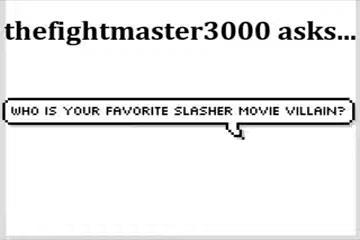 thefightmaster3000 asks...
WHO IS YOUR FAVORITE SLASHER MOVIE VILLAIN?